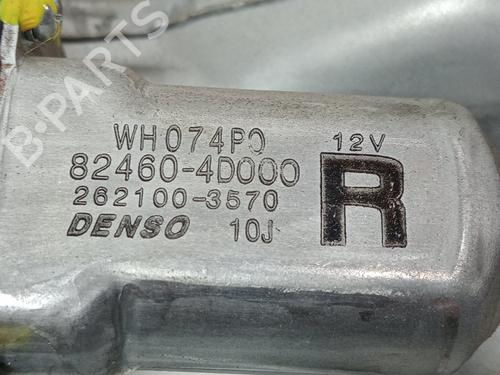 WH074P0
12V
82460-4D000
R
262100-3570
DENSO
10J
B-PARTS